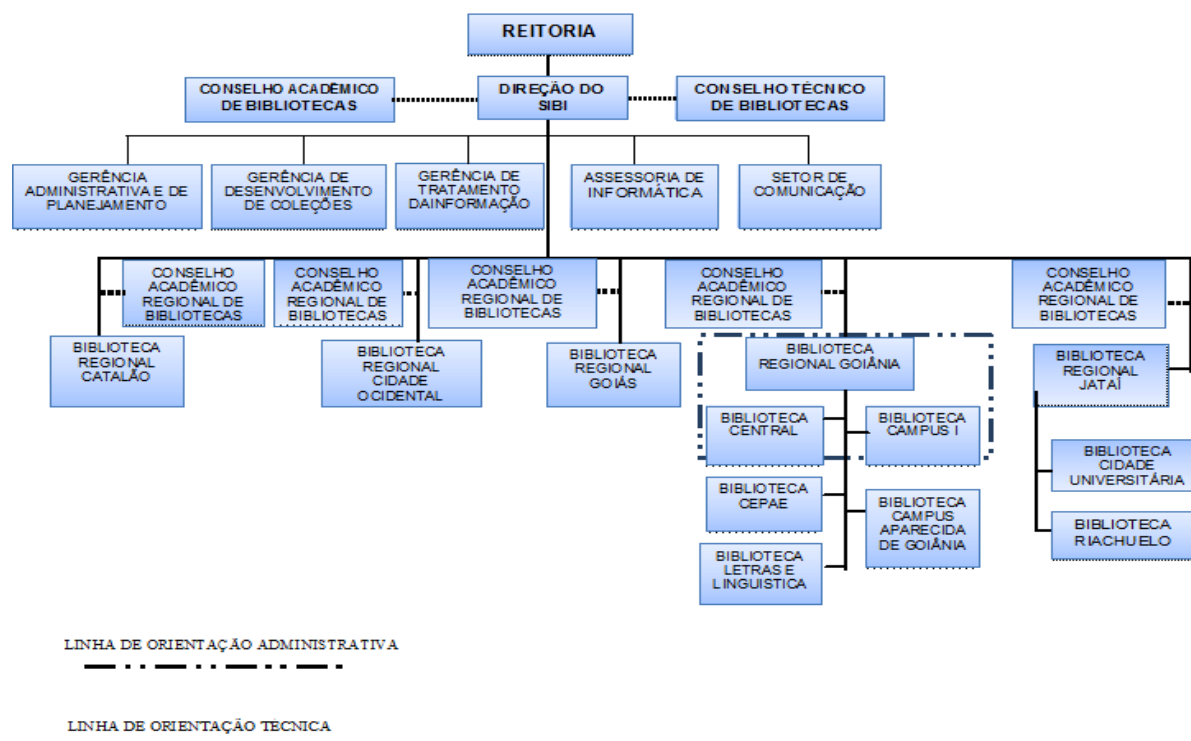 REITORIA
CONSELHO ACADÊMICO
DE BIBLIOTECAS
DIREÇÃO DO
SIBI
CONSELHO TÉCNICO
DE BIBLIOTECAS
GERÊNCIA
ADMINISTRATIVA E DE
PLANEJAMENTO
GERÊNCIA DE
DESENVOLVIMENTO
DE COLEÇÕES
GERÊNCIA DE
TRATAMENTO
DAINFORMAÇÃO
ASSESSORIA DE
INFORMÁTICA
SETOR DE
COMUNICAÇÃO
CONSELHO
ACADÊMICO
REGIONAL DE
BIBLIOTECAS
CONSELHO
ACADÊMICO
REGIONAL DE
BIBLIOTECAS
CONSELHO
ACADÊMICO
REGIONAL DE
BIBLIOTECAS
CONSELHO
ACADÊMICO
REGIONAL DE
BIBLIOTECAS
CONSELHO
ACADÊMICO
REGIONAL DE
BIBLIOTECAS
BIBLIOTECA
REGIONAL
CATALÃO
BIBLIOTECA
REGIONAL
CIDADE
OCIDENTAL
BIBLIOTECA
REGIONAL
GOIÁS
BIBLIOTECA
REGIONAL GOIÂNIA
BIBLIOTECA
REGIONAL
JATAÍ
BIBLIOTECA
CENTRAL
BIBLIOTECA
CAMPUS I
BIBLIOTECA
CIDADE
UNIVERSITÁRIA
BIBLIOTECA
CEPAE
BIBLIOTECA
CAMPUS
APARECIDA
DE GOIÂNIA
BIBLIOTECA
RIACHUELO
BIBLIOTECA
LETRAS E
LINGUISTICA
LINHA DE ORIENTAÇÃO ADMINISTRATIVA
LINHA DE ORIENTAÇÃO TÉCNICA